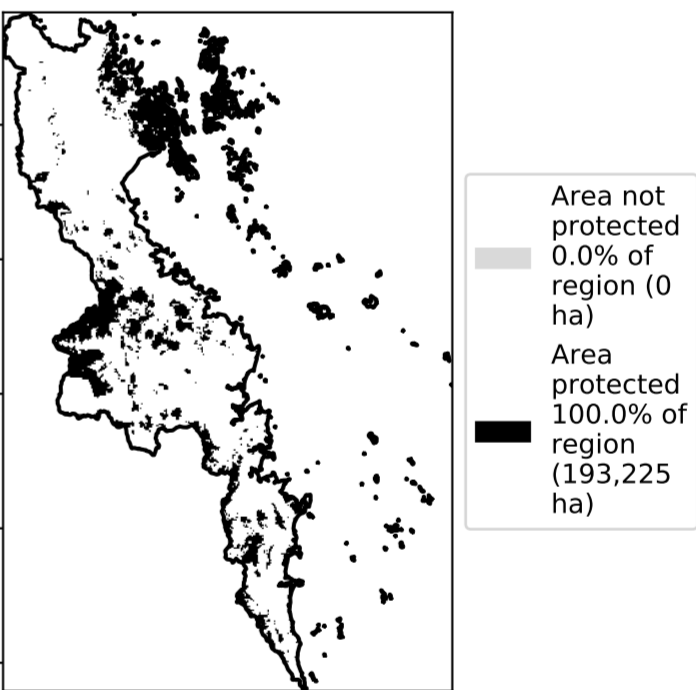 Area not
protected
0.0% of
region (0
ha)
Area
protected
100.0% of
region
(193,225
ha)